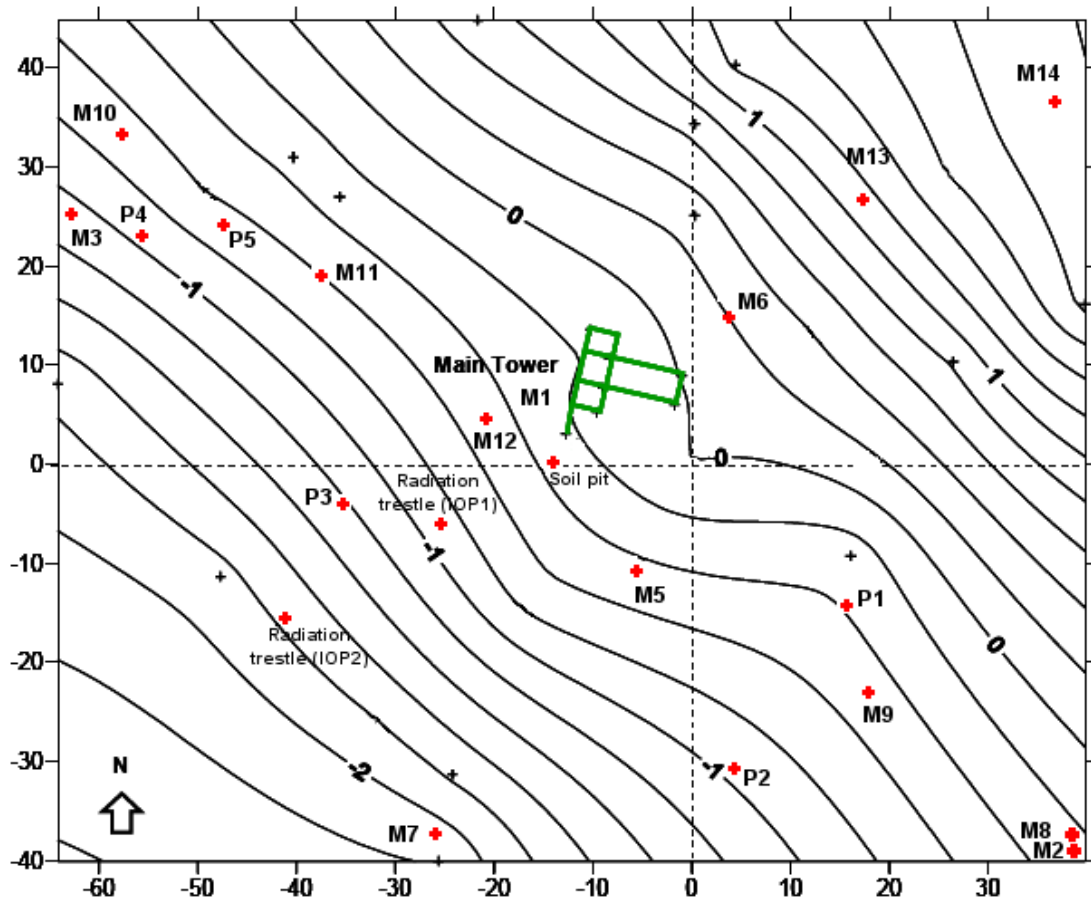 40
30
20
10
0
-10
-20
-30
-40
M14
M10
1
M13
P4
0
M3
P5
M11
-1
M6
Main Tower
M1
1
M12
0
Radiation
trestle (IOP1)
Soil pit
P3
-1
M5
P1
Radiation
trestle (IOP2)
0
M9
N
-2
-1
P2
M7
M8
M2
-60
-50
-40
-30
-20
-10
0
10
20
30